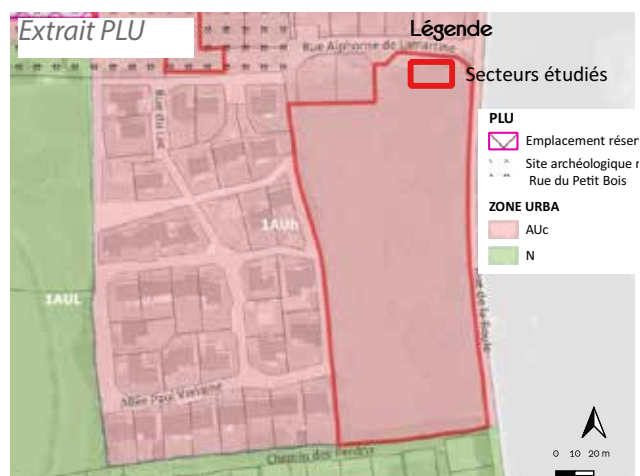 Extrait PLU
Légende
Secteurs étudiés
PLU
Emplacement réser
Site archéologique r
Rue du Petit Bois
ZONE URBA
AUc
N
Rue Alphonse de Lamartine
Rue du Lac
1AUh
1AUL
Allée Paul Verlaine
Chemin des Perdrix
0 10 20 m